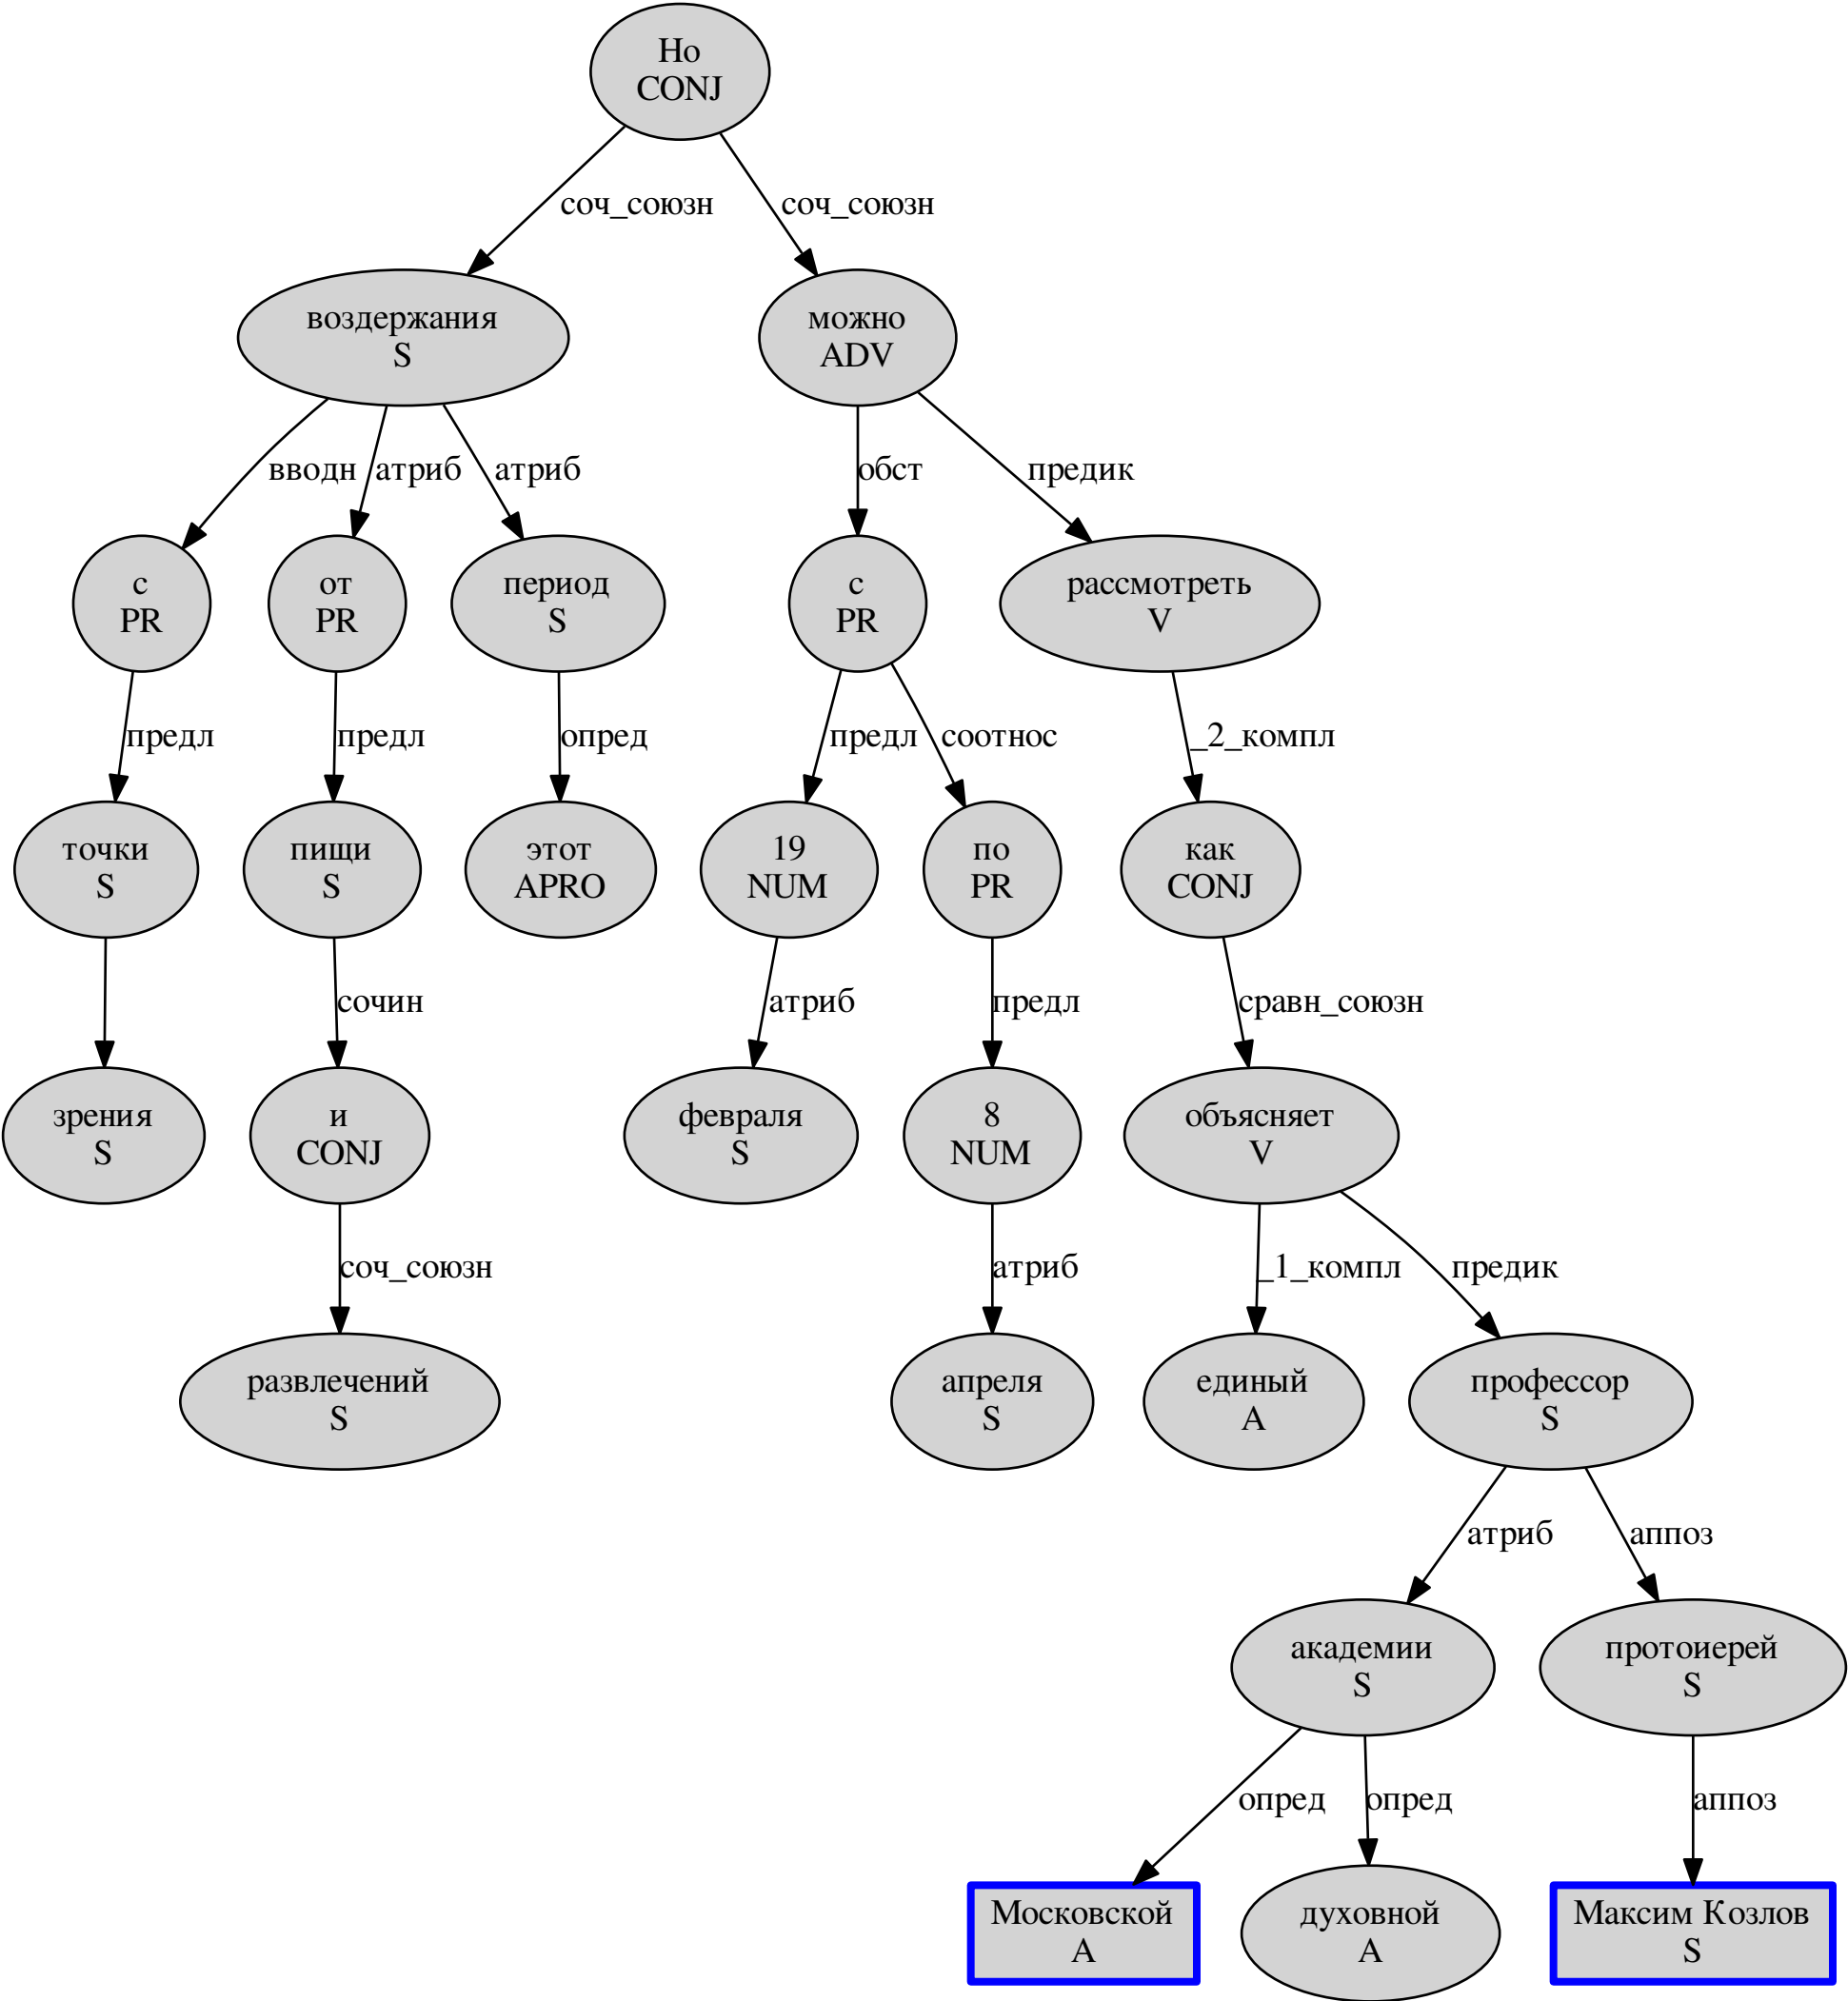 Но
CONJ
соч_союзн
соч_союзн
воздержания
S
можно
ADV
вводн
атриб
атриб
обст
предик
с
PR
от
PR
период
S
с
PR
рассмотреть
V
предл
предл
опред
предл
соотнос
_2_компл
точки
S
пищи
S
этот
APRO
19
NUM
по
PR
как
CONJ
сочин
атриб
предл
сравн_союзн
зрения
S
и
CONJ
февраля
S
8
NUM
объясняет
V
соч_союзн
атриб
_1_компл
предик
развлечений
S
апреля
S
единый
A
профессор
S
атриб
аппоз
академии
S
протоиерей
S
опред
опред
аппоз
Московской
A
духовной
A
Максим Козлов
S